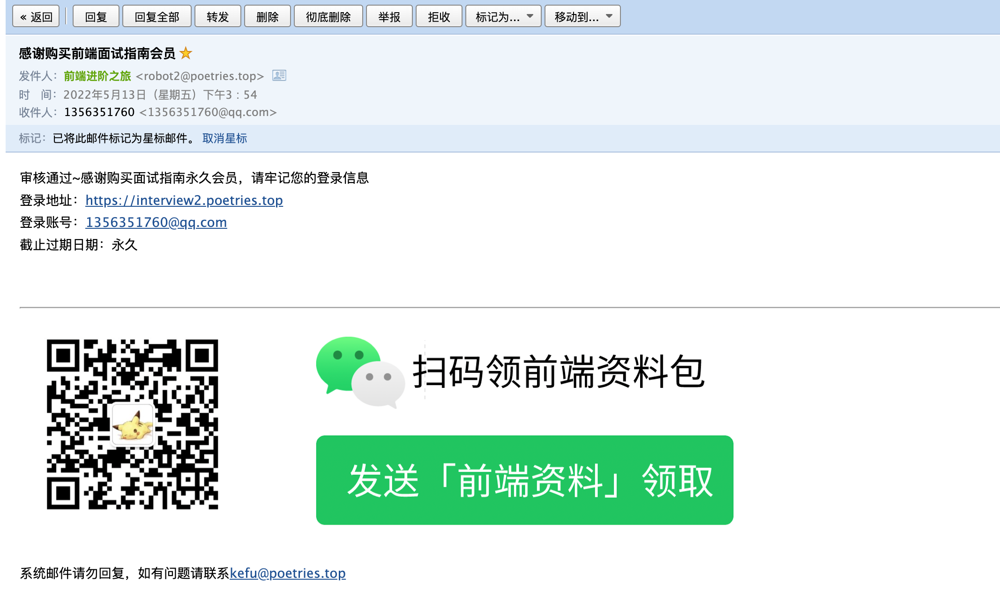 « 返回 回复 回复全部 转发 删除 彻底删除 举报 拒收 标记为... 移动到...
感谢购买前端面试指南会员
发件人：前端进阶之旅 <robot2@poetries.top>
时 间：2022年5月13日（星期五）下午3：54
收件人：1356351760 <1356351760@qq.com>
标记：已将此邮件标记为星标邮件。 取消星标
审核通过~感谢购买面试指南永久会员，请牢记您的登录信息
登录地址：https://interview2.poetries.top
登录账号：1356351760@qq.com
截止过期日期：永久
扫码领前端资料包
发送「前端资料」领取
系统邮件请勿回复，如有问题请联系kefu@poetries.top